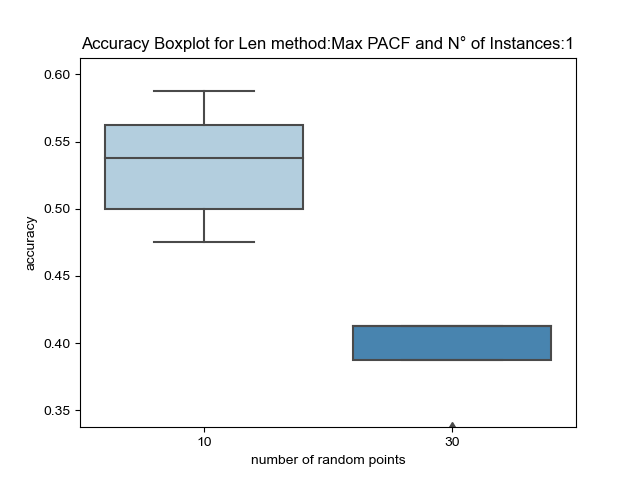 Accuracy Boxplot for Len method:Max PACF and N° of Instances:1
0.60
0.55
0.50
0.45
0.40
0.35
accuracy
10
30
number of random points